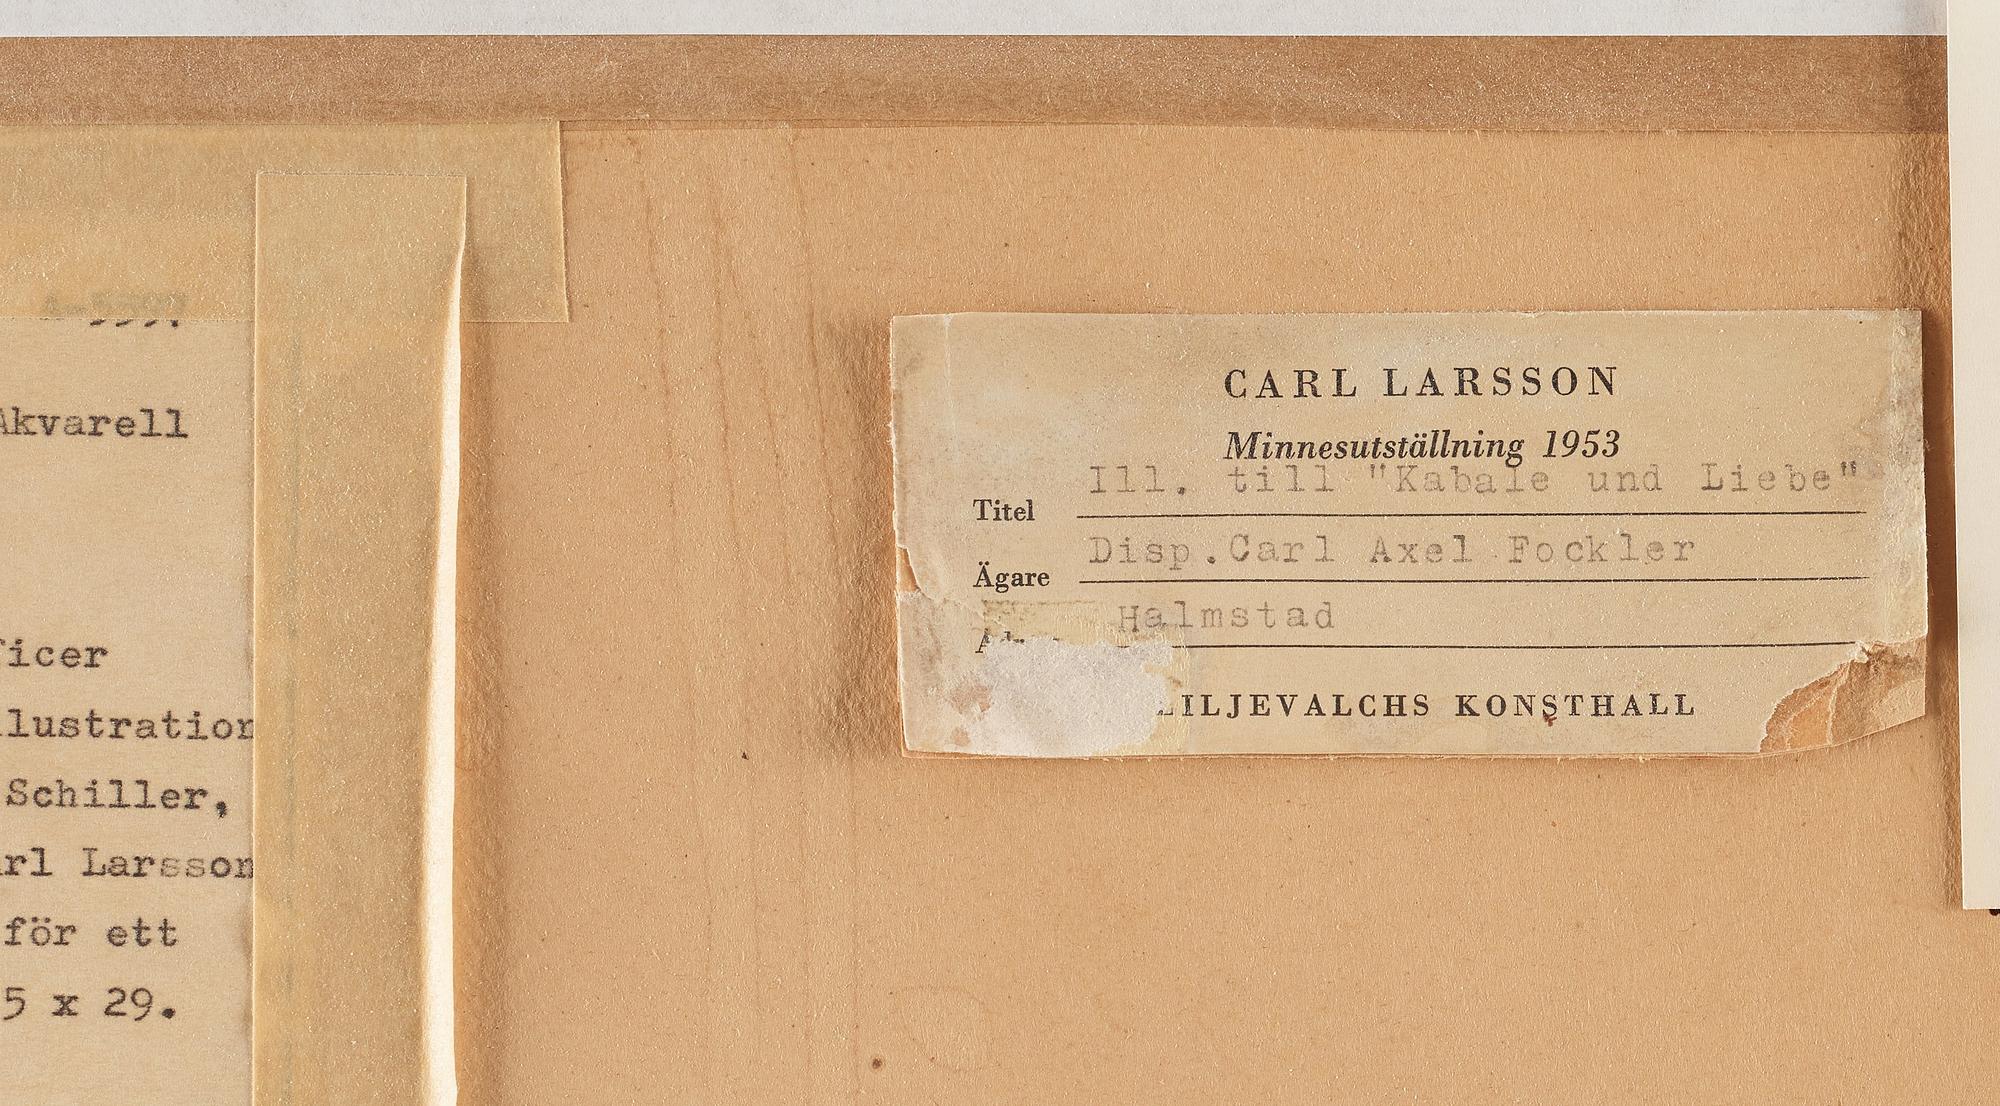 Akvarell
ficer
llustration
Schiller,
rl Larsson
för ett
5 x 29.
CARL LARSSON
Minnesutställning 1953
Ill. till "Kabale und Liebe"
Titel
Disp. Carl Axel Fockler
Ägare
Halmstad
LILJEVALCHS KONSTHALL